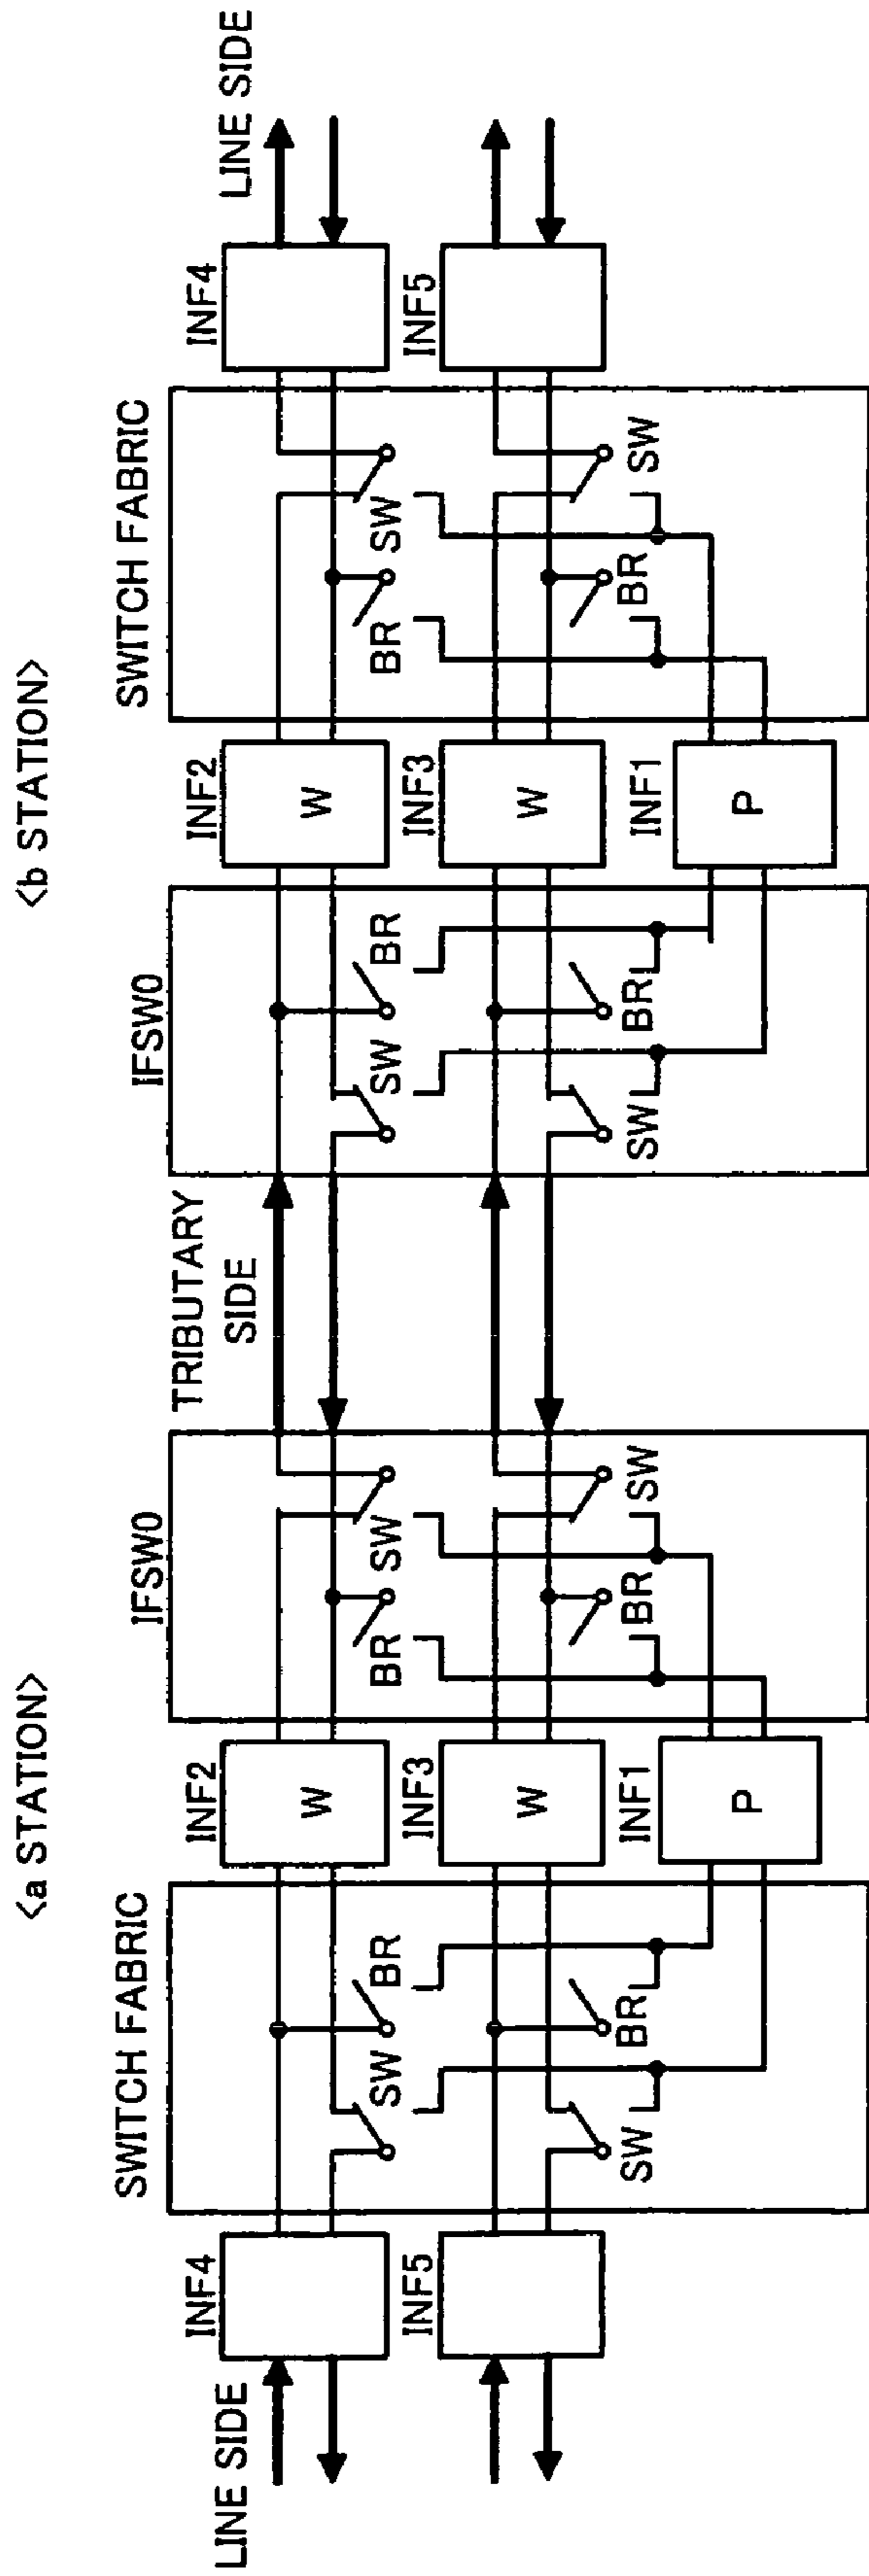 <a STATION>
<b STATION>
LINE SIDE
INF4
SWITCH FABRIC
INF2
IFSW0
TRIBUTARY
SIDE
IFSW0
INF2
SWITCH FABRIC
INF4
LINE SIDE
SW
BR
W
BR
SW
SW
BR
W
BR
SW
INF5
INF3
INF3
INF5
SW
BR
W
BR
SW
SW
BR
W
BR
SW
INF1
P
INF1
P